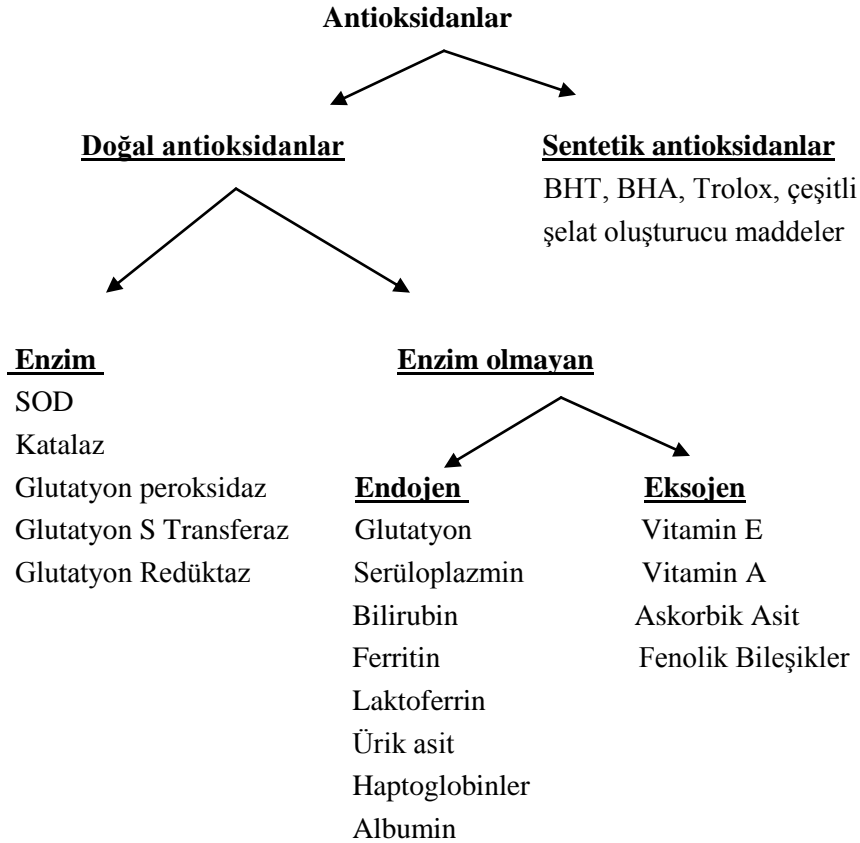 Antioksidanlar
Doğal antioksidanlar
Sentetik antioksidanlar
BHT, BHA, Trolox, çeşitli
şelat oluşturucu maddeler
Enzim
SOD
Katalaz
Glutatyon peroksidaz
Glutatyon S Transferaz
Glutatyon Redüktaz
Enzim olmayan
Endojen
Glutatyon
Serüloplazmin
Bilirubin
Ferritin
Laktoferrin
Ürik asit
Haptoglobinler
Albumin
Eksojen
Vitamin E
Vitamin A
Askorbik Asit
Fenolik Bileşikler